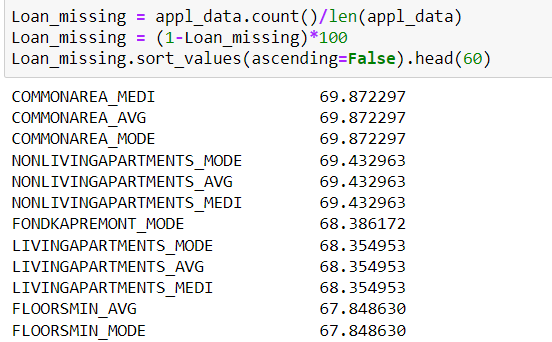 Loan_missing = appl_data.count()/len(appl_data)
Loan_missing = (1-Loan_missing)*100
Loan_missing.sort_values(ascending=False).head(60)
COMMONAREA_MEDI 69.872297
COMMONAREA_AVG 69.872297
COMMONAREA_MODE 69.872297
NONLIVINGAPARTMENTS_MODE 69.432963
NONLIVINGAPARTMENTS_AVG 69.432963
NONLIVINGAPARTMENTS_MEDI 69.432963
FONDKAPREMONT_MODE 68.386172
LIVINGAPARTMENTS_MODE 68.354953
LIVINGAPARTMENTS_AVG 68.354953
LIVINGAPARTMENTS_MEDI 68.354953
FLOORSMIN_AVG 67.848630
FLOORSMIN_MODE 67.848630